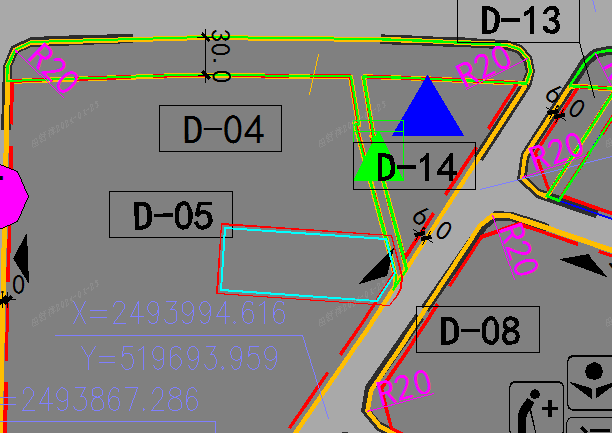 D-13
R20
30.0
R20
6.0
D-04
D-14
R20
D-05
6.0
R20
0
X=2493994.616
D-08
Y=519693.959
R20
=2493867.286